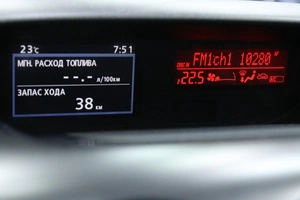 23°C 7:51
МГН. РАСХОД ТОПЛИВА
--.- л/100км
ЗАПАС ХОДА
38 км
FM1ch1 10280
22.5